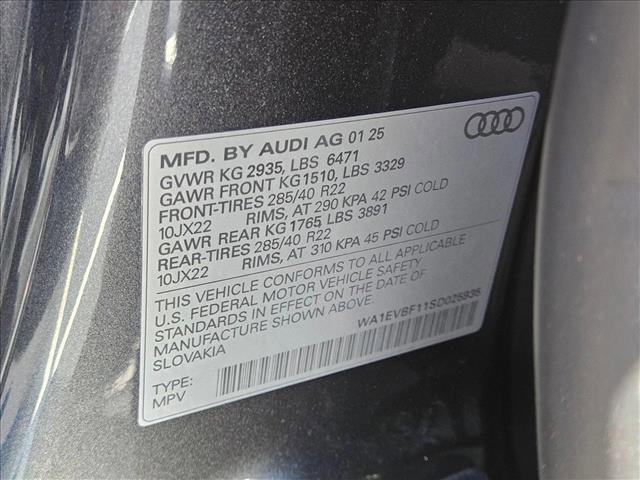 MFD. BY AUDI AG 01 25
GVWR KG 2935, LBS 6471
GAWR FRONT KG1510, LBS 3329
FRONT-TIRES 285/40 R22
10JX22 RIMS, AT 290 KPA 42 PSI COLD
GAWR REAR KG 1765, LBS 3891
REAR-TIRES 285/40 R22
10JX22 RIMS, AT 310 KPA 45 PSI COLD
THIS VEHICLE CONFORMS TO ALL APPLICABLE
U.S. FEDERAL MOTOR VEHICLE SAFETY
STANDARDS IN EFFECT ON THE DATE OF
MANUFACTURE SHOWN ABOVE.
SLOVAKIA
WA1EVBF11SD025935
TYPE:
MPV